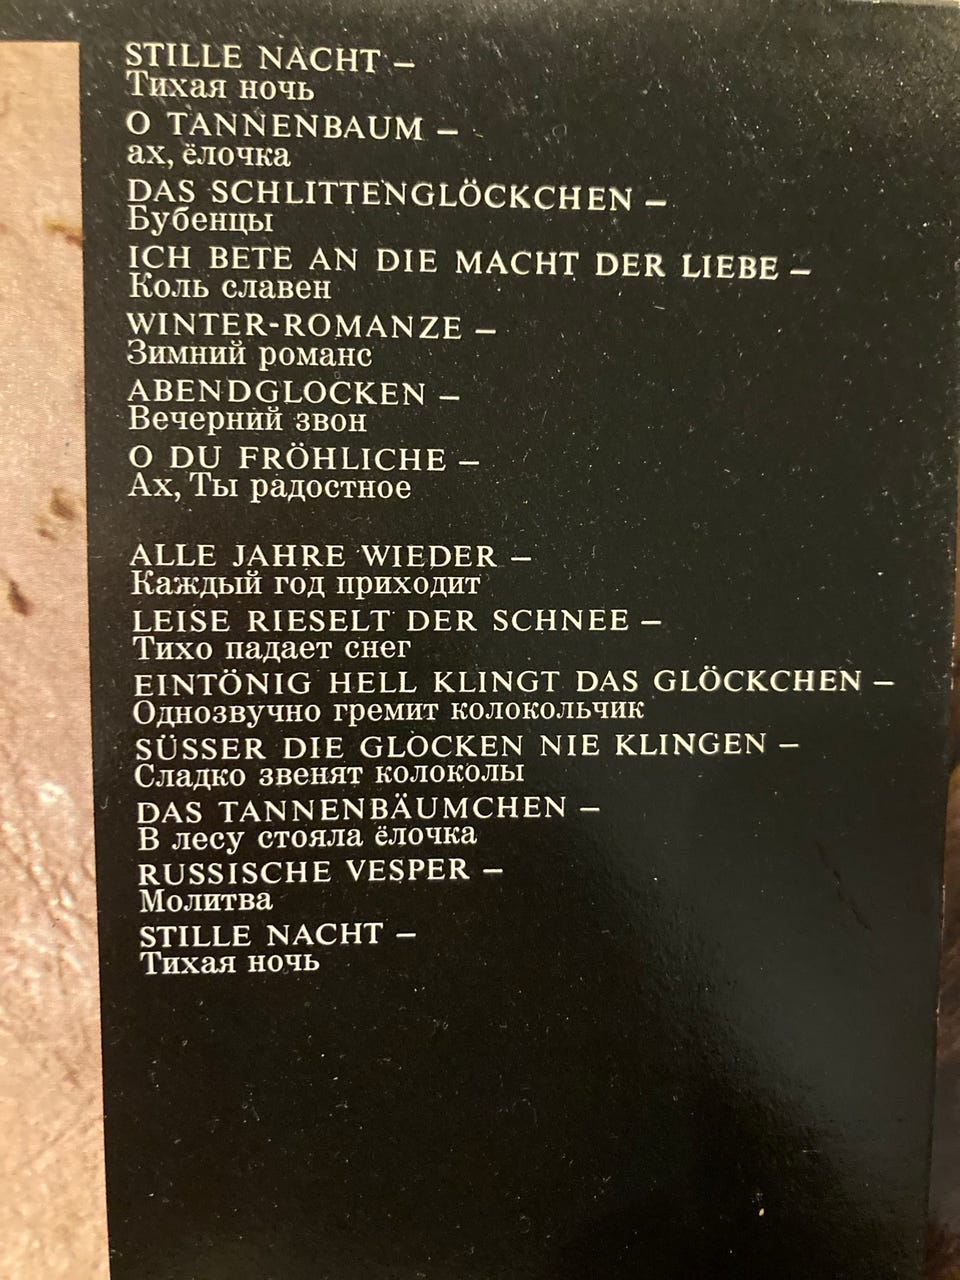 STILLE NACHT –
Тихая ночь
O TANNENBAUM –
ах, ёлочка
DAS SCHLITTENGLÖCKCHEN –
Бубенцы
ICH BETE AN DIE MACHT DER LIEBE –
Коль славен
WINTER-ROMANZE –
Зимний романс
ABENDGLOCKEN –
Вечерний звон
O DU FRÖHLICHE –
Ах, Ты радостное
ALLE JAHRE WIEDER –
Каждый год приходит
LEISE RIESELT DER SCHNEE –
Тихо падает снег
EINTÖNIG HELL KLINGT DAS GLÖCKCHEN –
Однозвучно гремит колокольчик
SÜSSER DIE GLOCKEN NIE KLINGEN –
Сладко звенят колоколы
DAS TANNENBÄUMCHEN –
В лесу стояла ёлочка
RUSSISCHE VESPER –
Молитва
STILLE NACHT –
Тихая ночь